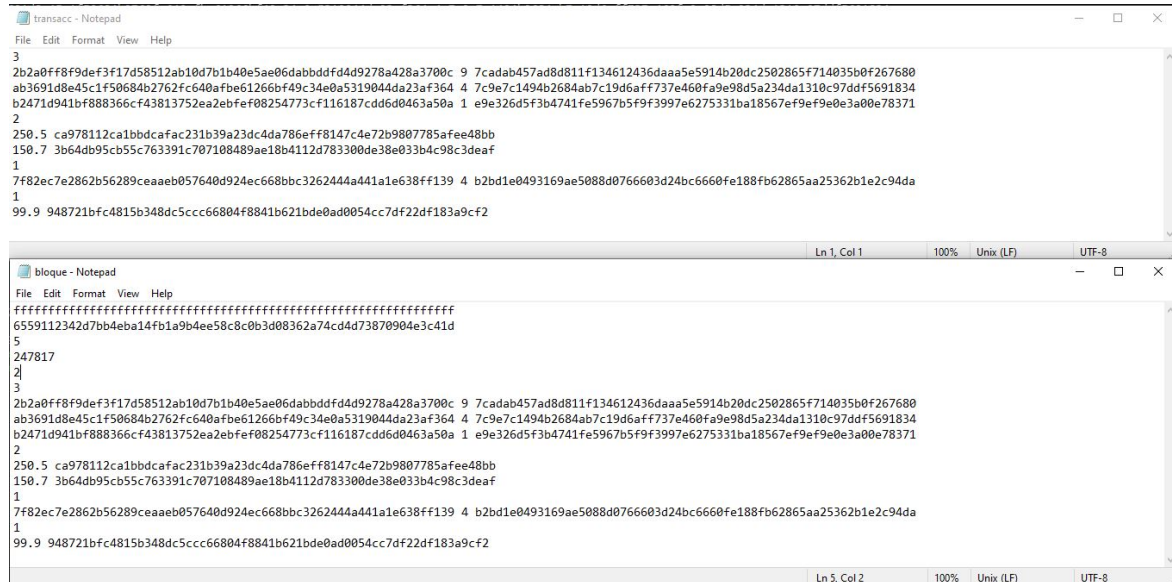 transacc - Notepad
File Edit Format View Help
3
2b2a0ff8f9def3f17d58512ab10d7b1b40e5ae06dabbddfd4d9278a428a3700c 9 7cadab457ad8d811f134612436daaa5e5914b20dc2502865f714035b0f267680
ab3691d8e45c1f50684b2762fc640afbe61266bf49c34e0a5319044da23af364 4 7c9e7c1494b2684ab7c19d6aff737e460fa9e98d5a234da1310c97ddf5691834
b2471d941bf888366cf43813752ea2ebfef08254773cf116187cdd6d0463a50a 1 e9e326d5f3b4741fe5967b5f9f3997e6275331ba18567ef9ef9e0e3a00e78371
2
250.5 ca978112ca1bbdcafac231b39a23dc4da786eff8147c4e72b9807785afee48bb
150.7 3b64db95cb55c763391c707108489ae18b4112d783300de38e033b4c98c3deaf
1
7f82ec7e2862b56289ceaaeb057640d924ec668bbc3262444a441a1e638ff139 4 b2bd1e0493169ae5088d0766603d24bc6660fe188fb62865aa25362b1e2c94da
1
99.9 948721bfc4815b348dc5ccc66804f8841b621bde0ad0054cc7df22df183a9cf2
Ln 1, Col 1 100% Unix (LF) UTF-8
bloque - Notepad
File Edit Format View Help
ffffffffffffffffffffffffffffffffffffffffffffffffffffffffffffffff
6559112342d7bb4eba14fb1a9b4ee58c8c0b3d08362a74cd4d73870904e3c41d
5
247817
2
3
2b2a0ff8f9def3f17d58512ab10d7b1b40e5ae06dabbddfd4d9278a428a3700c 9 7cadab457ad8d811f134612436daaa5e5914b20dc2502865f714035b0f267680
ab3691d8e45c1f50684b2762fc640afbe61266bf49c34e0a5319044da23af364 4 7c9e7c1494b2684ab7c19d6aff737e460fa9e98d5a234da1310c97ddf5691834
b2471d941bf888366cf43813752ea2ebfef08254773cf116187cdd6d0463a50a 1 e9e326d5f3b4741fe5967b5f9f3997e6275331ba18567ef9ef9e0e3a00e78371
2
250.5 ca978112ca1bbdcafac231b39a23dc4da786eff8147c4e72b9807785afee48bb
150.7 3b64db95cb55c763391c707108489ae18b4112d783300de38e033b4c98c3deaf
1
7f82ec7e2862b56289ceaaeb057640d924ec668bbc3262444a441a1e638ff139 4 b2bd1e0493169ae5088d0766603d24bc6660fe188fb62865aa25362b1e2c94da
1
99.9 948721bfc4815b348dc5ccc66804f8841b621bde0ad0054cc7df22df183a9cf2
Ln 5, Col 2 100% Unix (LF) UTF-8